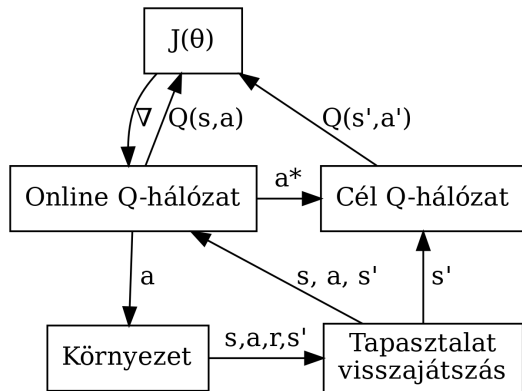 J(θ)
∇
Q(s,a)
Q(s',a')
Online Q-hálózat
a*
Cél Q-hálózat
a
s, a, s'
s'
Környezet
s,a,r,s'
Tapasztalat
visszajátszás